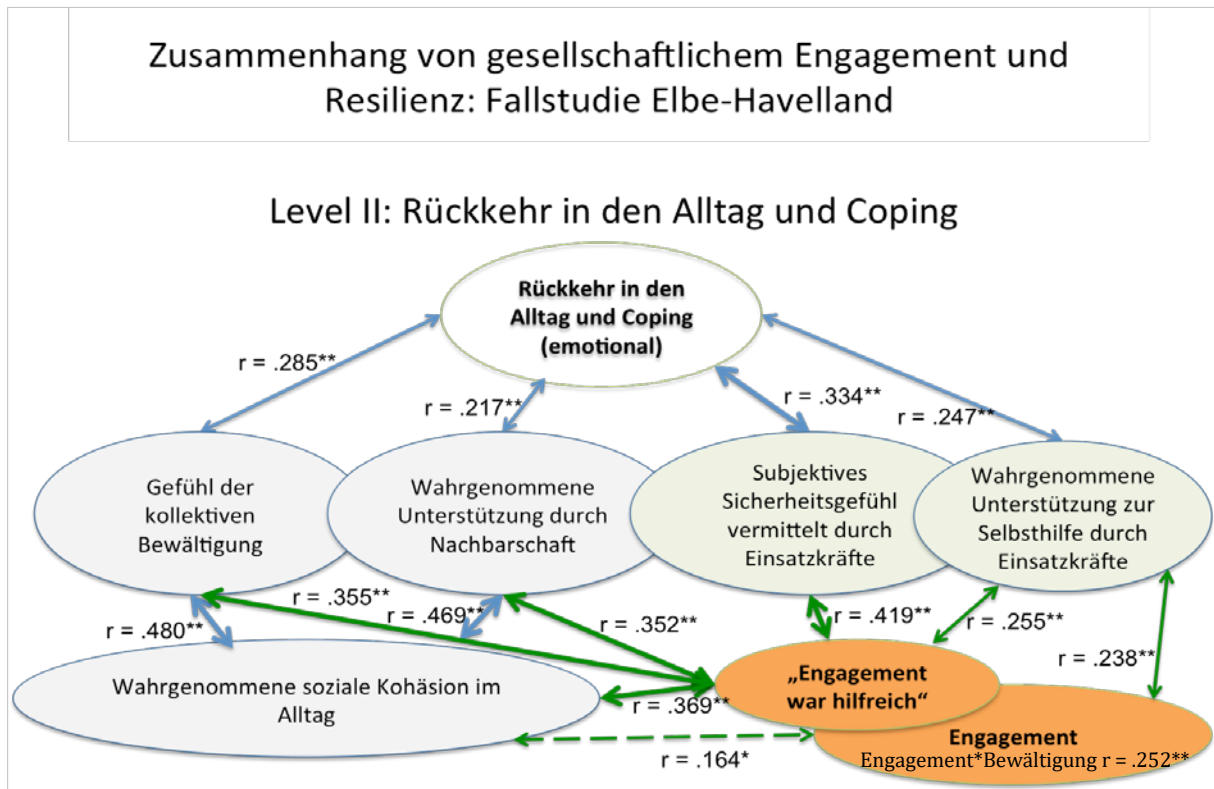 Zusammenhang von gesellschaftlichem Engagement und
Resilienz: Fallstudie Elbe-Havelland
Level II: Rückkehr in den Alltag und Coping
Rückkehr in den
Alltag und Coping
(emotional)
r = .285**
r = .217**
r = .334**
r = .247**
Gefühl der
kollektiven
Bewältigung
Wahrgenommene
Unterstützung durch
Nachbarschaft
Subjektives
Sicherheitsgefühl
vermittelt durch
Einsatzkräfte
Wahrgenommene
Unterstützung zur
Selbsthilfe durch
Einsatzkräfte
r = .355**
r = .469**
r = .480**
r = .352**
r = .419**
r = .255**
r = .238**
Wahrgenommene soziale Kohäsion im
Alltag
„Engagement
war hilfreich“
r = .369**
r = .164*
Engagement
Engagement*Bewältigung r = .252**